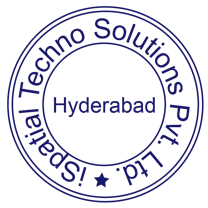 iSpatial Techno Solutions Pvt. Ltd.
Hyderabad